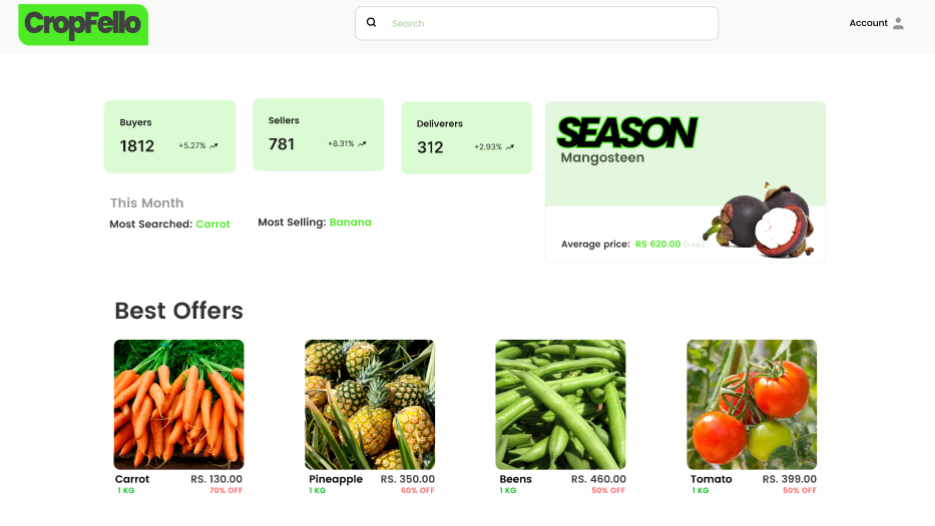 CropFello
Search
Account
Buyers
1812 +5.27%
Sellers
781 +8.31%
Deliverers
312 +2.93%
SEASON
Mangosteen
Average price: RS 620.00 (1 KG)
This Month
Most Searched: Carrot
Most Selling: Banana
Best Offers
Carrot RS. 130.00
1 KG 70% OFF
Pineapple RS. 350.00
1 KG 60% OFF
Beens RS. 460.00
1 KG 50% OFF
Tomato RS. 399.00
1 KG 50% OFF